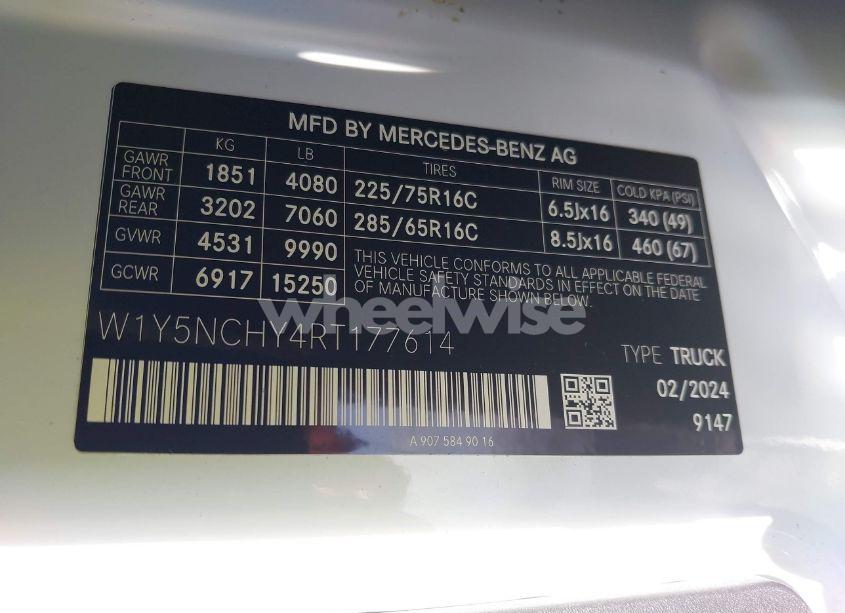 MFD BY MERCEDES-BENZ AG
KG LB TIRES RIM SIZE COLD KPA (PSI)
GAWR FRONT 1851 4080 225/75R16C 6.5Jx16 340 (49)
GAWR REAR 3202 7060 285/65R16C 8.5Jx16 460 (67)
GVWR 4531 9990
GCWR 6917 15250
THIS VEHICLE CONFORMS TO ALL APPLICABLE FEDERAL
VEHICLE SAFETY STANDARDS IN EFFECT ON THE DATE
OF MANUFACTURE SHOWN BELOW.
wheelwise
W1Y5NCHY4RT177614
TYPE TRUCK
02/2024
9147
A 907 584 90 16